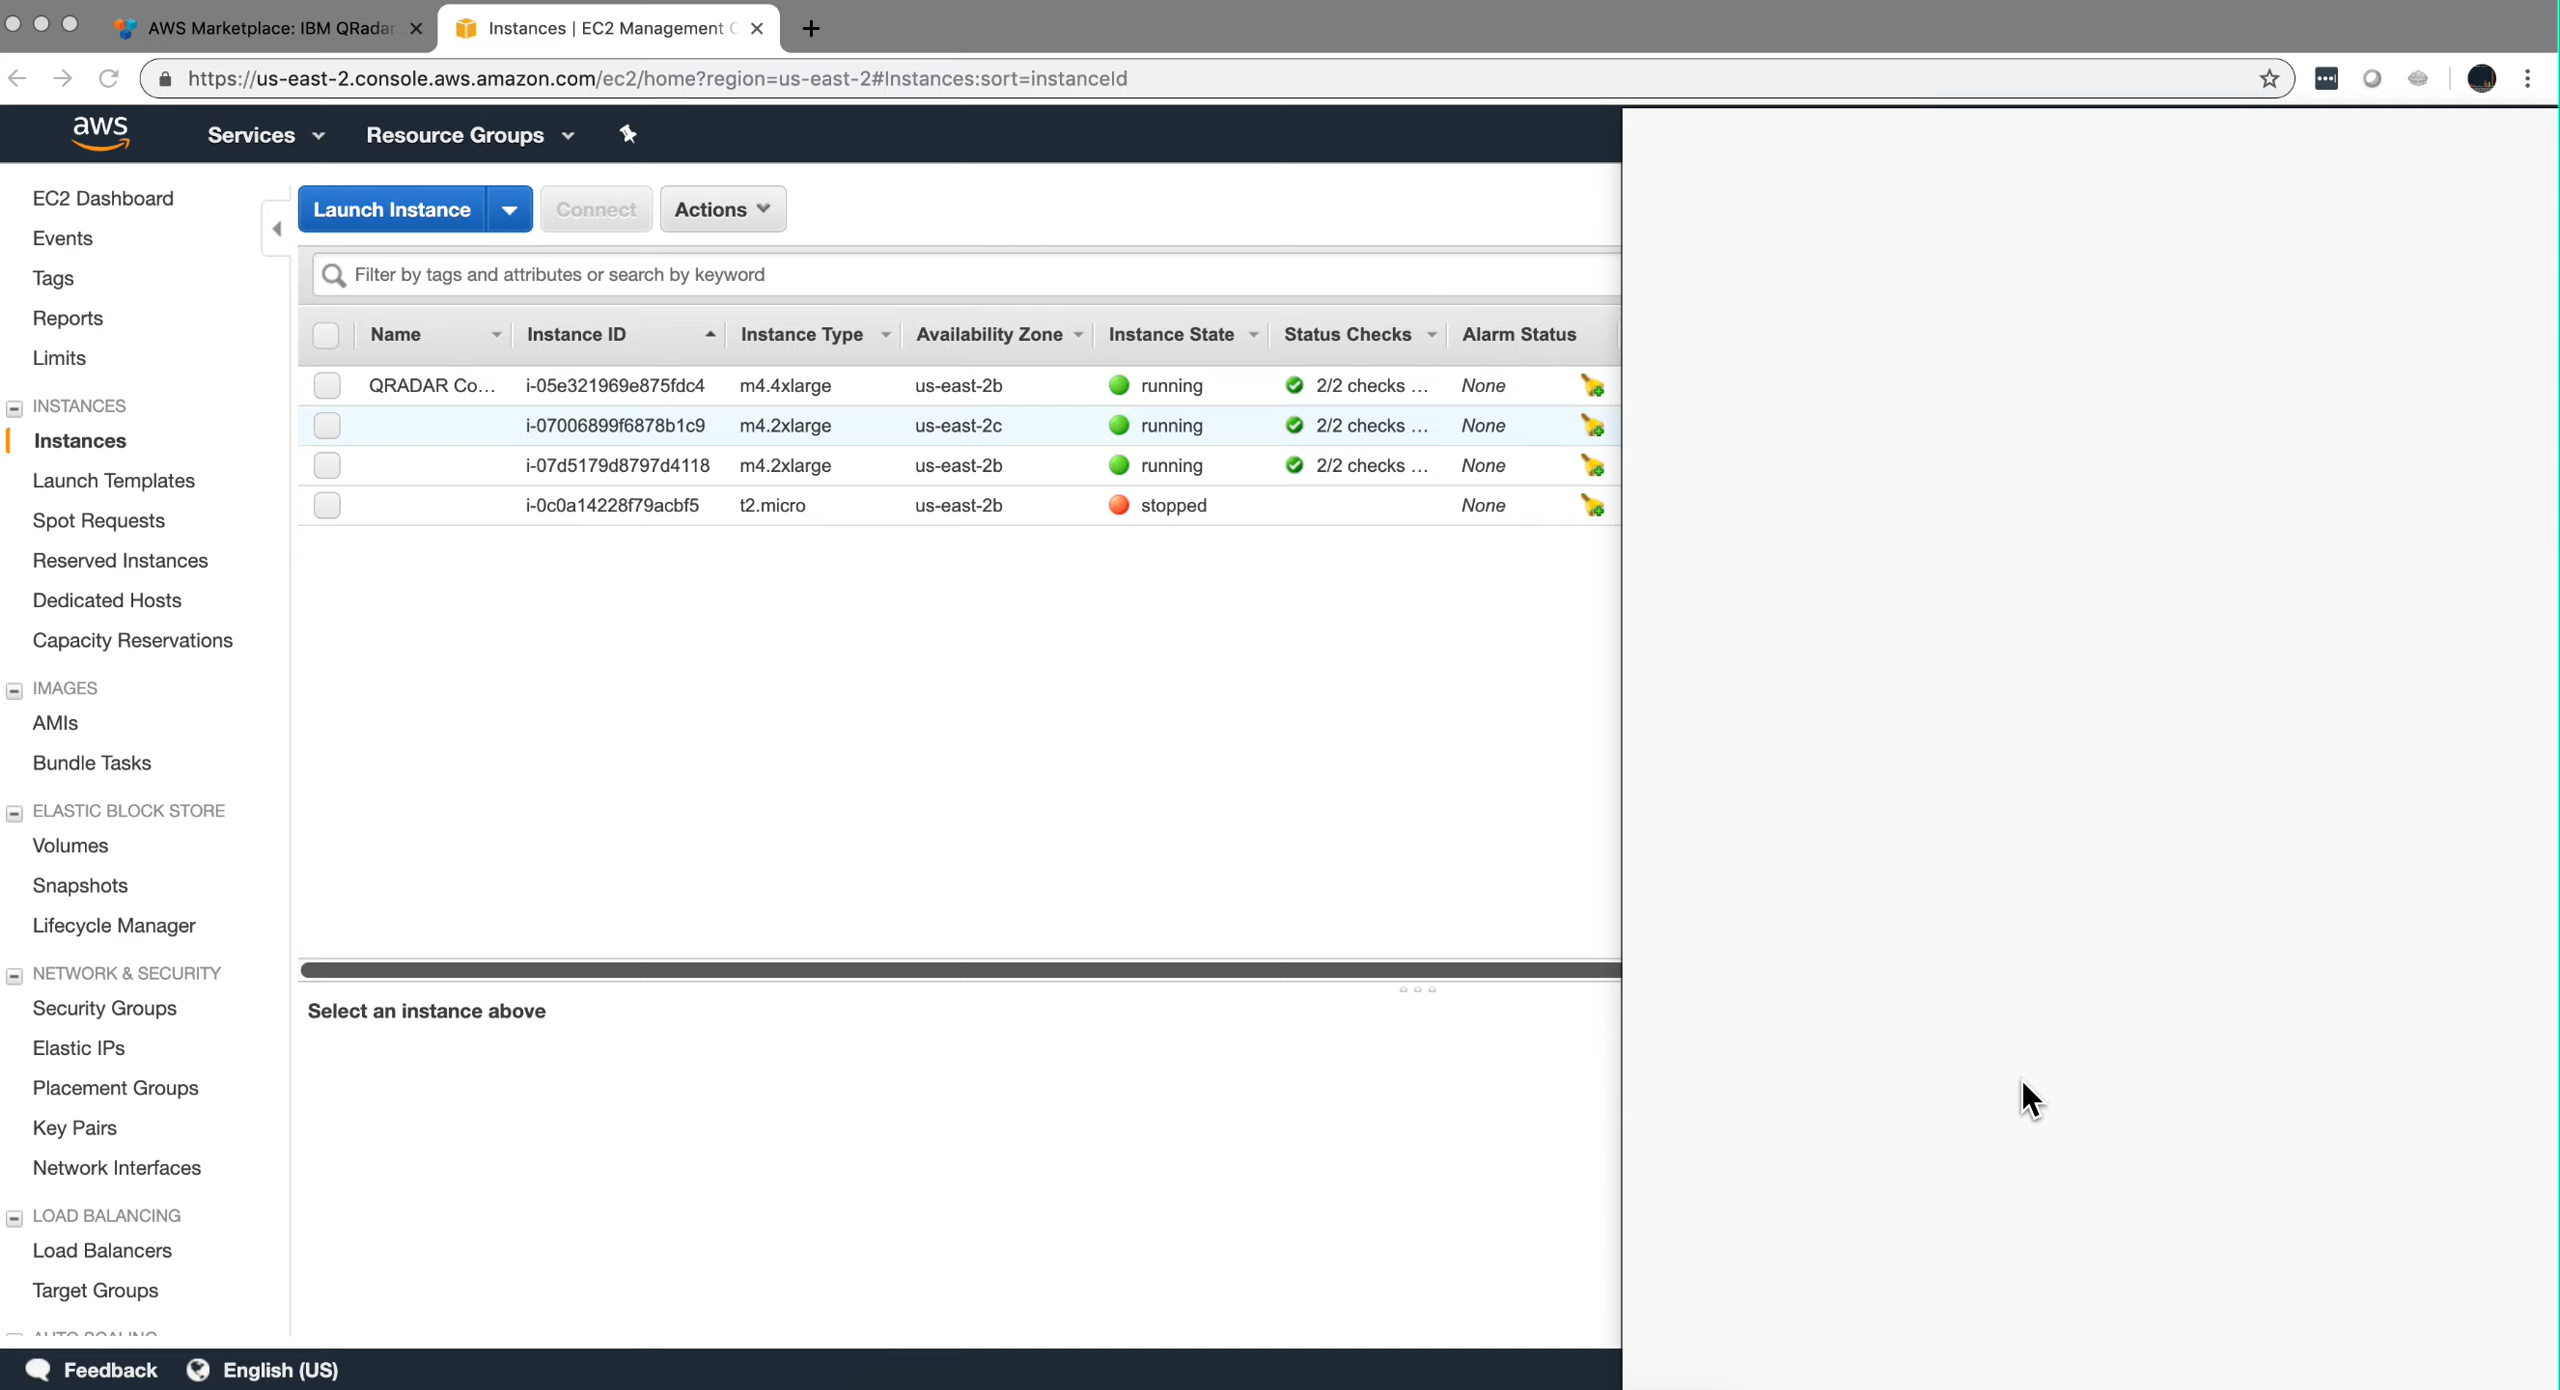 AWS Marketplace: IBM QRadar
Instances | EC2 Management C
https://us-east-2.console.aws.amazon.com/ec2/home?region=us-east-2#Instances:sort=instanceId
aws
Services
Resource Groups
EC2 Dashboard
Events
Tags
Reports
Limits
INSTANCES
Instances
Launch Templates
Spot Requests
Reserved Instances
Dedicated Hosts
Capacity Reservations
IMAGES
AMIs
Bundle Tasks
ELASTIC BLOCK STORE
Volumes
Snapshots
Lifecycle Manager
NETWORK & SECURITY
Security Groups
Elastic IPs
Placement Groups
Key Pairs
Network Interfaces
LOAD BALANCING
Load Balancers
Target Groups
AUTO SCALING
Launch Instance Connect Actions
Filter by tags and attributes or search by keyword
Name Instance ID Instance Type Availability Zone Instance State Status Checks Alarm Status
QRADAR Co... i-05e321969e875fdc4 m4.4xlarge us-east-2b running 2/2 checks ... None
i-07006899f6878b1c9 m4.2xlarge us-east-2c running 2/2 checks ... None
i-07d5179d8797d4118 m4.2xlarge us-east-2b running 2/2 checks ... None
i-0c0a14228f79acbf5 t2.micro us-east-2b stopped None
Select an instance above
Feedback English (US)